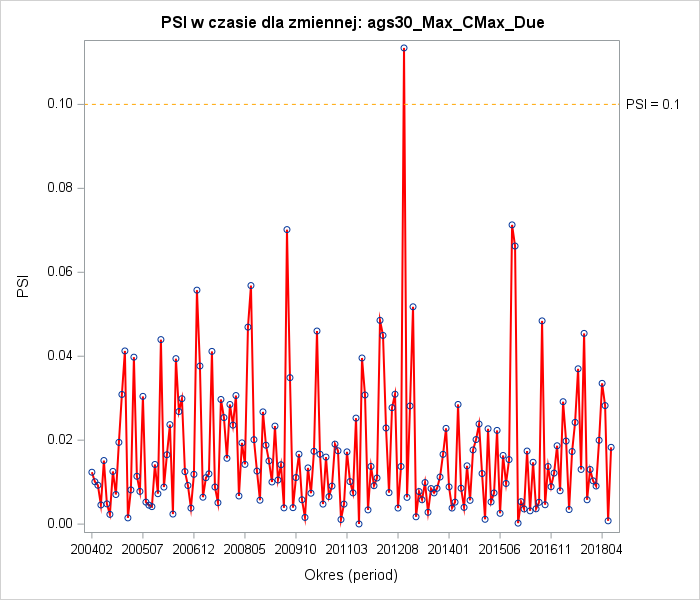 PSI w czasie dla zmiennej: ags30_Max_CMax_Due
0.10
PSI = 0.1
0.08
0.06
PSI
0.04
0.02
0.00
200402 200507 200612 200805 200910 201103 201208 201401 201506 201611 201804
Okres (period)